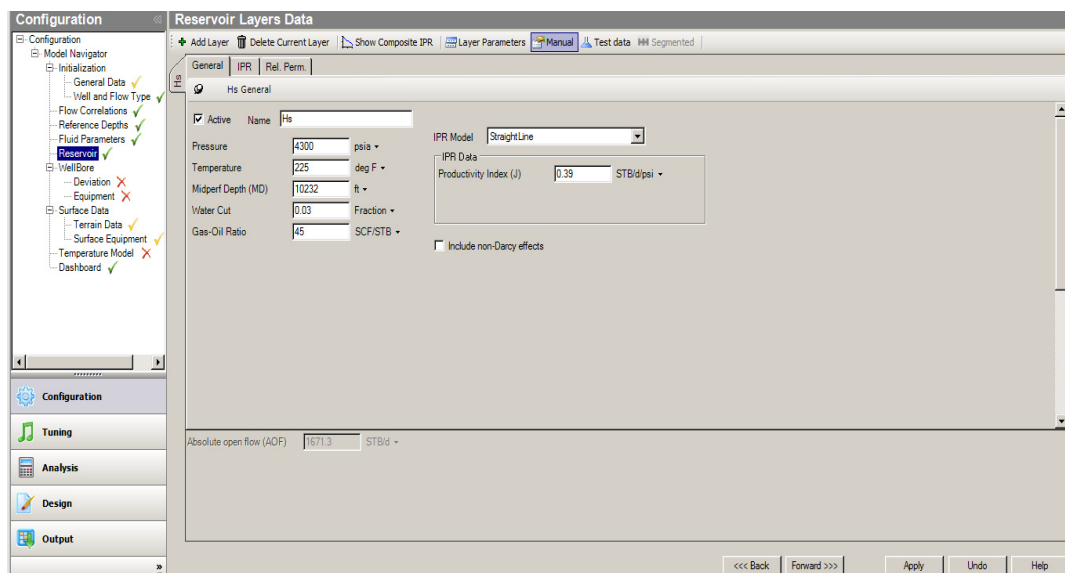 Configuration
Configuration
Model Navigator
Initialization
General Data
Well and Flow Type
Flow Correlations
Reference Depths
Fluid Parameters
Reservoir
WellBore
Deviation
Equipment
Surface Data
Terrain Data
Surface Equipment
Temperature Model
Dashboard
Configuration
Tuning
Analysis
Design
Output
»
Reservoir Layers Data
Add Layer Delete Current Layer Show Composite IPR Layer Parameters Manual Test data Segmented
Hs
General IPR Rel. Perm.
Hs General
Active Name Hs
Pressure 4300 psia
Temperature 225 deg F
Midperf Depth (MD) 10232 ft
Water Cut 0.03 Fraction
Gas-Oil Ratio 45 SCF/STB
IPR Model StraightLine
IPR Data
Productivity Index (J) 0.39 STB/d/psi
Include non-Darcy effects
Absolute open flow (AOF) 1671.3 STB/d
<<< Back Forward >>> Apply Undo Help